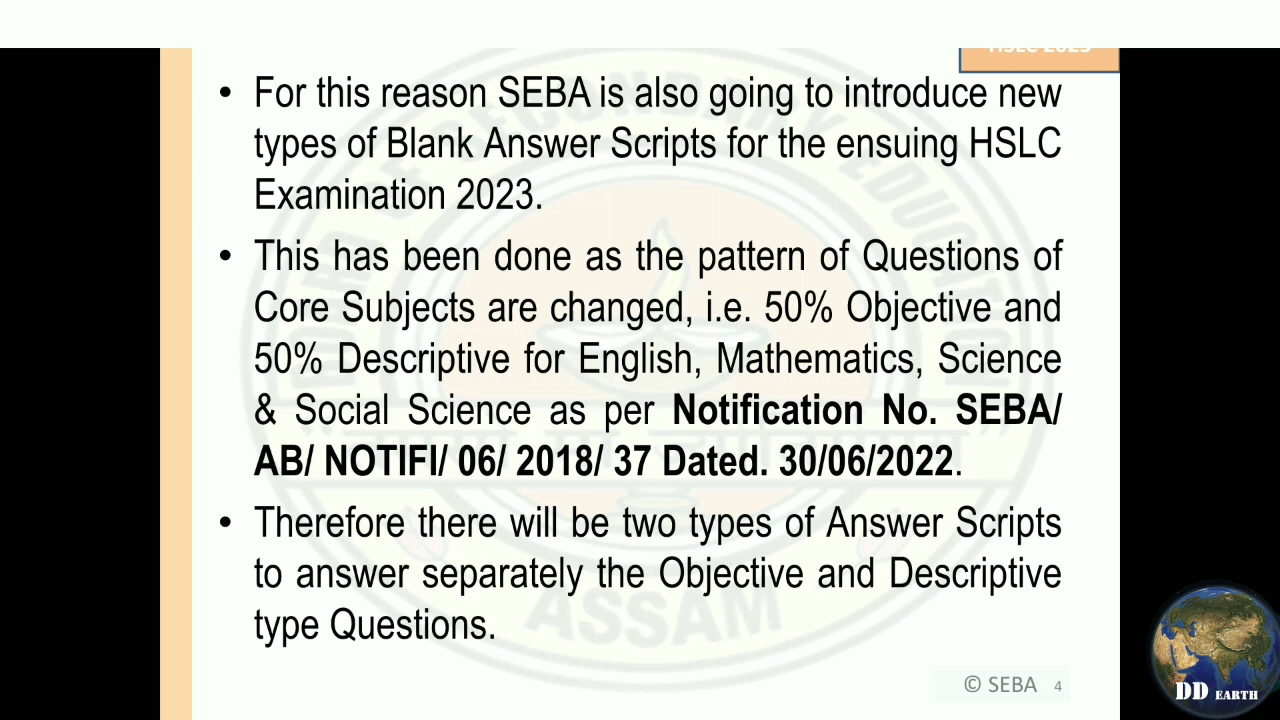 HSLC 2023
• For this reason SEBA is also going to introduce new
types of Blank Answer Scripts for the ensuing HSLC
Examination 2023.
• This has been done as the pattern of Questions of
Core Subjects are changed, i.e. 50% Objective and
50% Descriptive for English, Mathematics, Science
& Social Science as per Notification No. SEBA/
AB/ NOTIFI/ 06/ 2018/ 37 Dated. 30/06/2022.
• Therefore there will be two types of Answer Scripts
to answer separately the Objective and Descriptive
type Questions.
ASSAM
© SEBA 4
DD EARTH